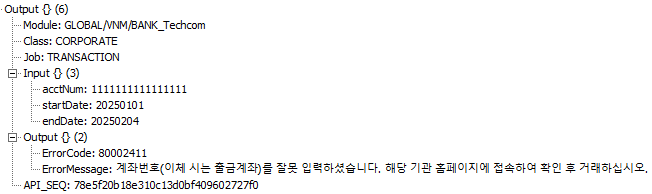 Output {} (6)
Module: GLOBAL/VNM/BANK_Techcom
Class: CORPORATE
Job: TRANSACTION
Input {} (3)
acctNum: 1111111111111111
startDate: 20250101
endDate: 20250204
Output {} (2)
ErrorCode: 80002411
ErrorMessage: 계좌번호(이체 시는 출금계좌)를 잘못 입력하셨습니다. 해당 기관 홈페이지에 접속하여 확인 후 거래하십시오.
API_SEQ: 78e5f20b18e310c13d0bf409602727f0